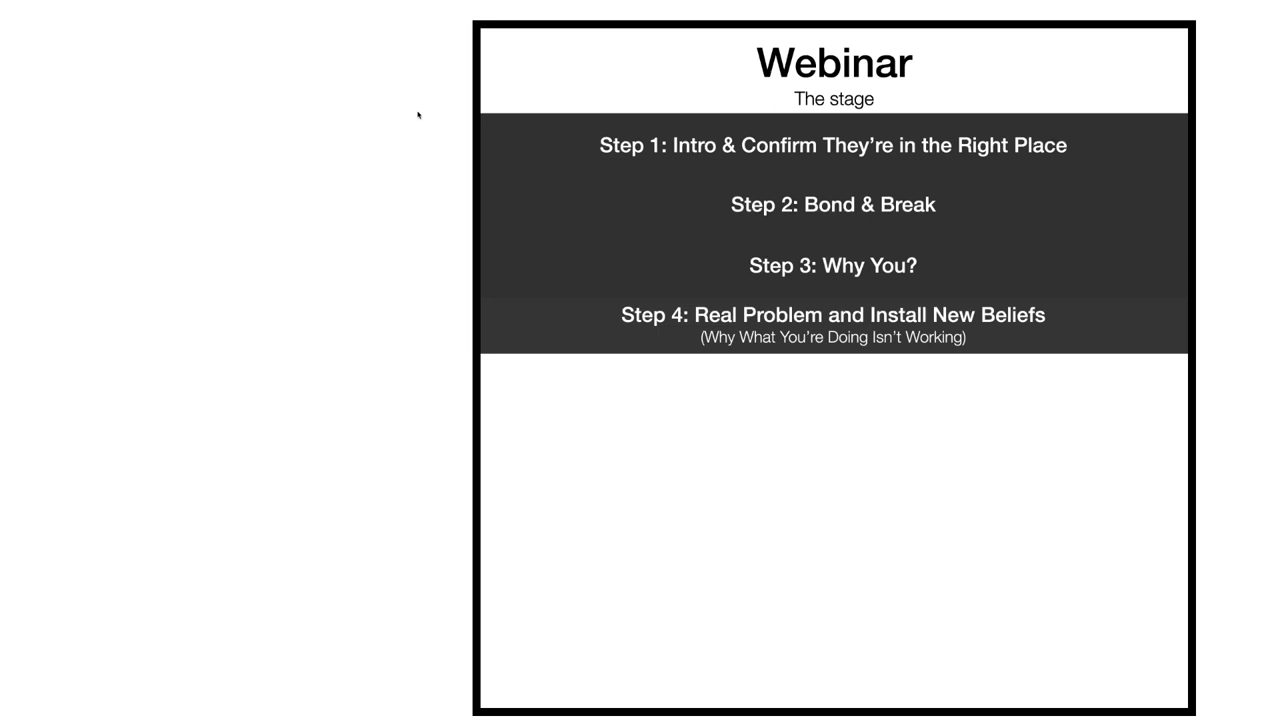 Webinar
The stage
Step 1: Intro & Confirm They’re in the Right Place
Step 2: Bond & Break
Step 3: Why You?
Step 4: Real Problem and Install New Beliefs
(Why What You’re Doing Isn’t Working)